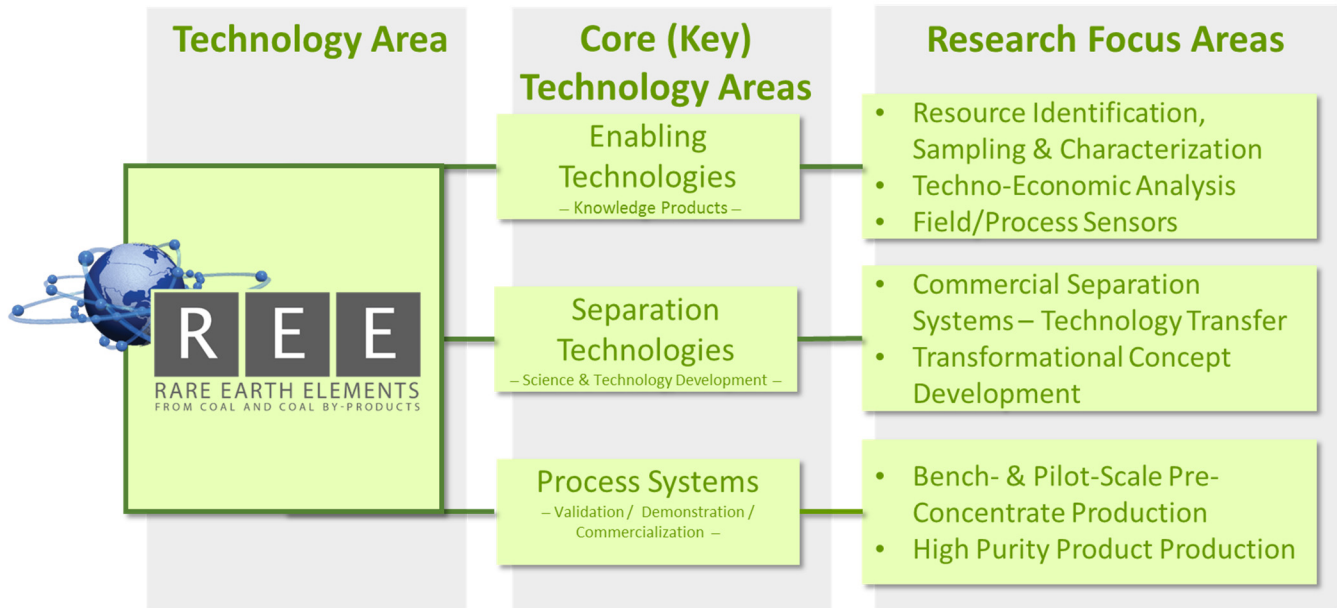 Technology Area
Core (Key)
Technology Areas
Research Focus Areas
R E E
RARE EARTH ELEMENTS
FROM COAL AND COAL BY-PRODUCTS
Enabling
Technologies
– Knowledge Products –
• Resource Identification,
Sampling & Characterization
• Techno-Economic Analysis
• Field/Process Sensors
Separation
Technologies
– Science & Technology Development –
• Commercial Separation
Systems – Technology Transfer
• Transformational Concept
Development
Process Systems
– Validation / Demonstration /
Commercialization –
• Bench- & Pilot-Scale Pre-
Concentrate Production
• High Purity Product Production